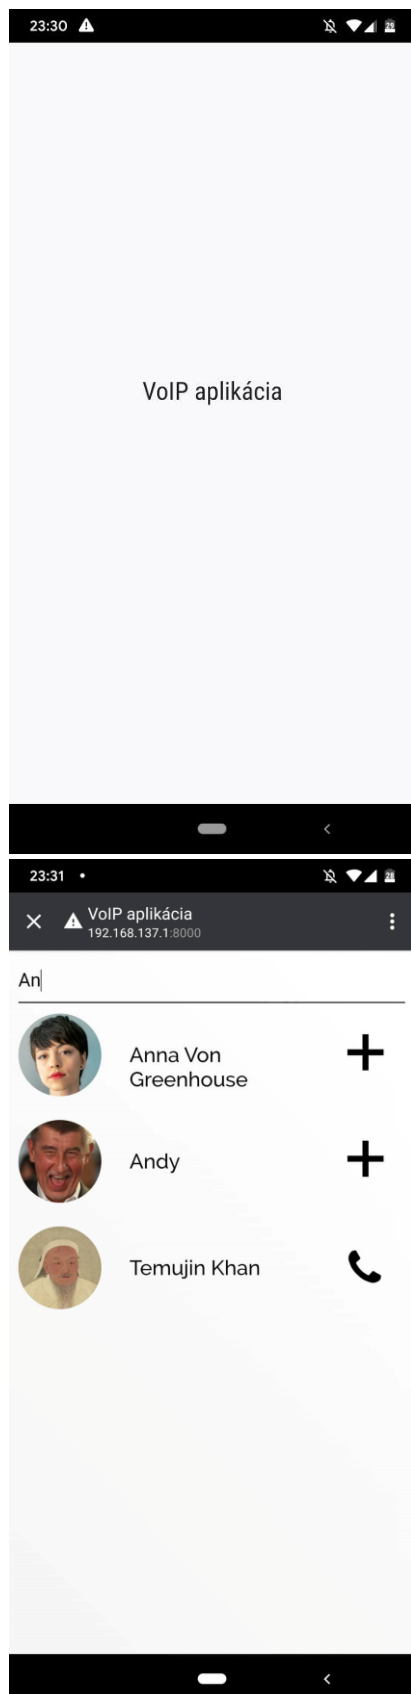 23:30
VoIP aplikácia
23:31
VoIP aplikácia
192.168.137.1:8000
An
Anna Von
Greenhouse
Andy
Temujin Khan